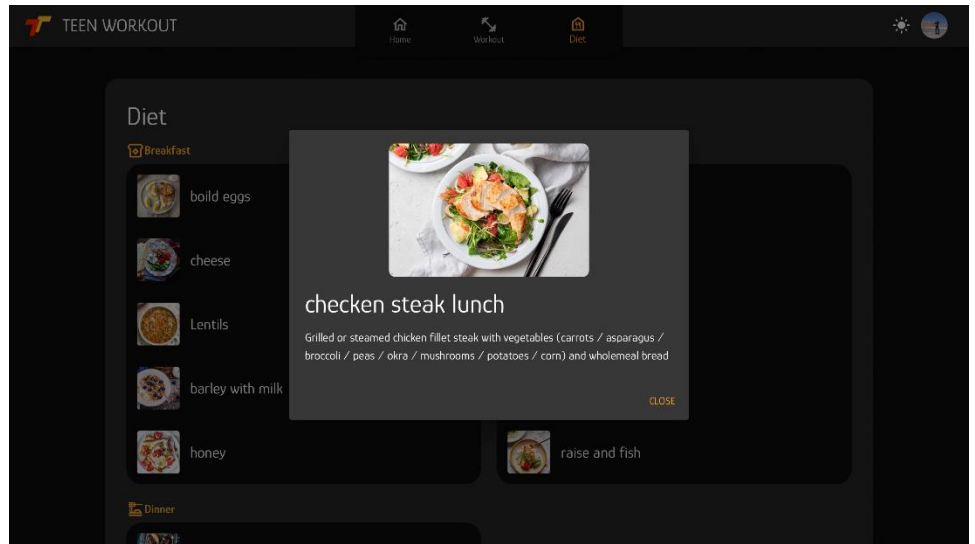 TEEN WORKOUT
Home
Workout
Diet
Diet
Breakfast
boild eggs
cheese
Lentils
barley with milk
honey
checken steak lunch
Grilled or steamed chicken fillet steak with vegetables (carrots / asparagus /
broccoli / peas / okra / mushrooms / potatoes / corn) and wholemeal bread
CLOSE
raise and fish
Dinner